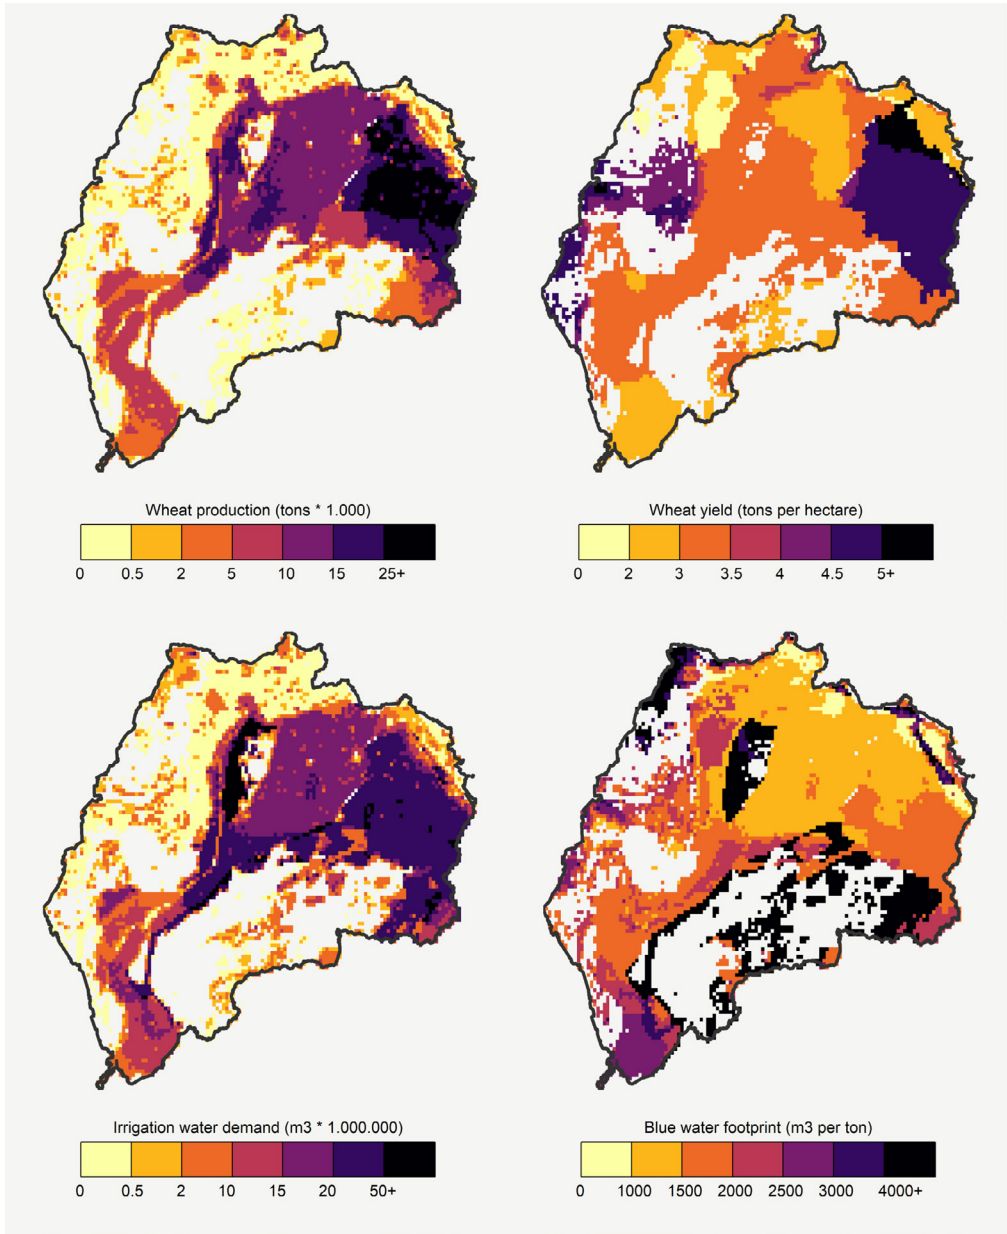 Wheat production (tons * 1.000)
0 0.5 2 5 10 15 25+
Wheat yield (tons per hectare)
0 2 3 3.5 4 4.5 5+
Irrigation water demand (m3 * 1.000.000)
0 0.5 2 10 15 20 50+
Blue water footprint (m3 per ton)
0 1000 1500 2000 2500 3000 4000+